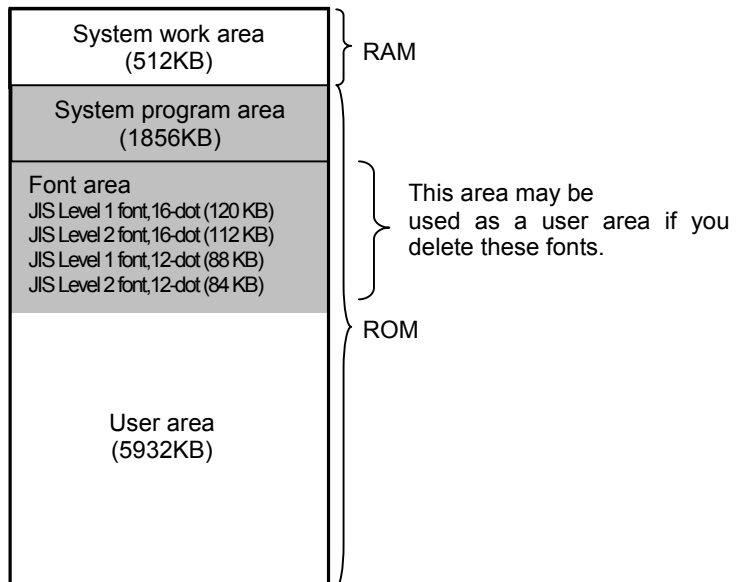 System work area
(512KB)
RAM
System program area
(1856KB)
Font area
JIS Level 1 font,16-dot (120 KB)
JIS Level 2 font,16-dot (112 KB)
JIS Level 1 font,12-dot (88 KB)
JIS Level 2 font,12-dot (84 KB)
This area may be
used as a user area if you
delete these fonts.
ROM
User area
(5932KB)